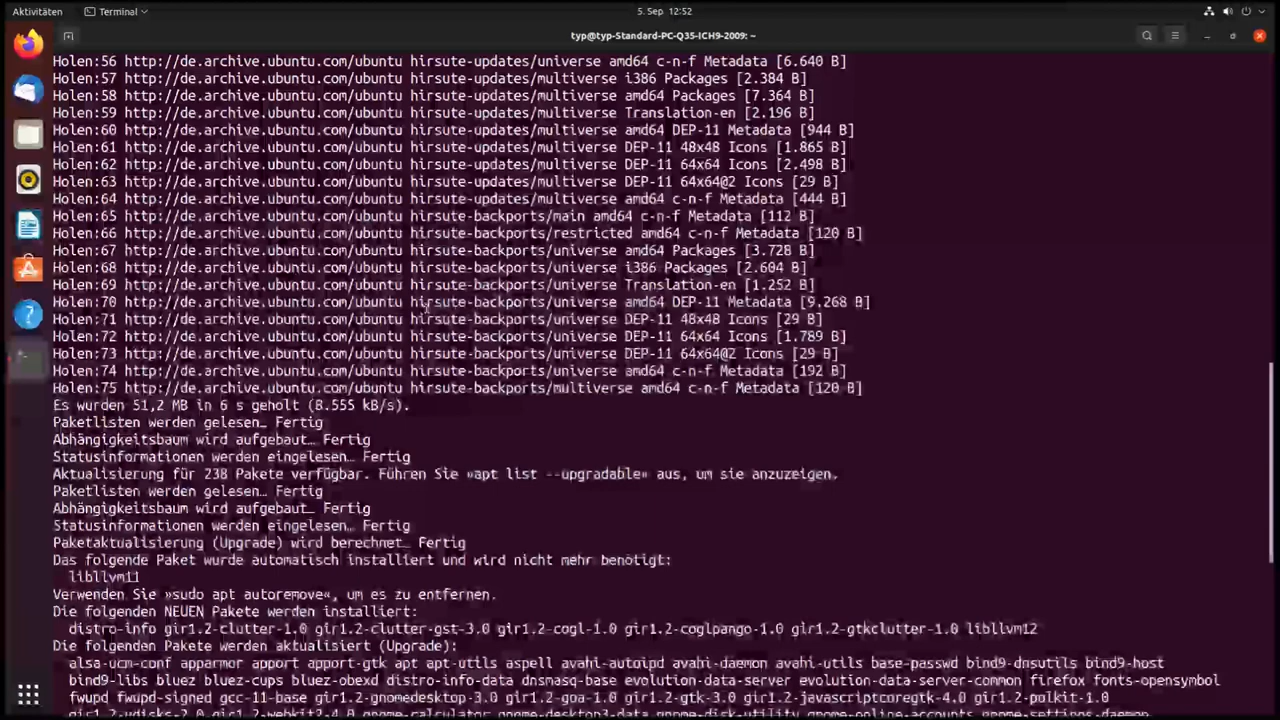 Aktivitäten
Terminal
5. Sep 12:52
typ@typ-Standard-PC-Q35-ICH9-2009: ~
Holen:56 http://de.archive.ubuntu.com/ubuntu hirsute-updates/universe amd64 c-n-f Metadata [6.640 B]
Holen:57 http://de.archive.ubuntu.com/ubuntu hirsute-updates/multiverse i386 Packages [2.384 B]
Holen:58 http://de.archive.ubuntu.com/ubuntu hirsute-updates/multiverse amd64 Packages [7.364 B]
Holen:59 http://de.archive.ubuntu.com/ubuntu hirsute-updates/multiverse Translation-en [2.196 B]
Holen:60 http://de.archive.ubuntu.com/ubuntu hirsute-updates/multiverse amd64 DEP-11 Metadata [944 B]
Holen:61 http://de.archive.ubuntu.com/ubuntu hirsute-updates/multiverse DEP-11 48x48 Icons [1.865 B]
Holen:62 http://de.archive.ubuntu.com/ubuntu hirsute-updates/multiverse DEP-11 64x64 Icons [2.498 B]
Holen:63 http://de.archive.ubuntu.com/ubuntu hirsute-updates/multiverse DEP-11 64x64@2 Icons [29 B]
Holen:64 http://de.archive.ubuntu.com/ubuntu hirsute-updates/multiverse amd64 c-n-f Metadata [444 B]
Holen:65 http://de.archive.ubuntu.com/ubuntu hirsute-backports/main amd64 c-n-f Metadata [112 B]
Holen:66 http://de.archive.ubuntu.com/ubuntu hirsute-backports/restricted amd64 c-n-f Metadata [120 B]
Holen:67 http://de.archive.ubuntu.com/ubuntu hirsute-backports/universe amd64 Packages [3.728 B]
Holen:68 http://de.archive.ubuntu.com/ubuntu hirsute-backports/universe i386 Packages [2.604 B]
Holen:69 http://de.archive.ubuntu.com/ubuntu hirsute-backports/universe Translation-en [1.252 B]
Holen:70 http://de.archive.ubuntu.com/ubuntu hirsute-backports/universe amd64 DEP-11 Metadata [9.268 B]
Holen:71 http://de.archive.ubuntu.com/ubuntu hirsute-backports/universe DEP-11 48x48 Icons [29 B]
Holen:72 http://de.archive.ubuntu.com/ubuntu hirsute-backports/universe DEP-11 64x64 Icons [1.789 B]
Holen:73 http://de.archive.ubuntu.com/ubuntu hirsute-backports/universe DEP-11 64x64@2 Icons [29 B]
Holen:74 http://de.archive.ubuntu.com/ubuntu hirsute-backports/universe amd64 c-n-f Metadata [192 B]
Holen:75 http://de.archive.ubuntu.com/ubuntu hirsute-backports/multiverse amd64 c-n-f Metadata [120 B]
Es wurden 51,2 MB in 6 s geholt (8.555 kB/s).
Paketlisten werden gelesen… Fertig
Abhängigkeitsbaum wird aufgebaut… Fertig
Statusinformationen werden eingelesen… Fertig
Aktualisierung für 238 Pakete verfügbar. Führen Sie »apt list --upgradable« aus, um sie anzuzeigen.
Paketlisten werden gelesen… Fertig
Abhängigkeitsbaum wird aufgebaut… Fertig
Statusinformationen werden eingelesen… Fertig
Paketaktualisierung (Upgrade) wird berechnet… Fertig
Das folgende Paket wurde automatisch installiert und wird nicht mehr benötigt:
libllvm11
Verwenden Sie »sudo apt autoremove«, um es zu entfernen.
Die folgenden NEUEN Pakete werden installiert:
distro-info gir1.2-clutter-1.0 gir1.2-clutter-gst-3.0 gir1.2-cogl-1.0 gir1.2-coglpango-1.0 gir1.2-gtkclutter-1.0 libllvm12
Die folgenden Pakete werden aktualisiert (Upgrade):
alsa-ucm-conf apparmor apport apport-gtk apt apt-utils aspell avahi-autoipd avahi-daemon avahi-utils base-passwd bind9-dnsutils bind9-host
bind9-libs bluez bluez-cups bluez-obexd distro-info-data dnsmasq-base evolution-data-server evolution-data-server-common firefox fonts-opensymbol
fwupd fwupd-signed gcc-11-base gir1.2-gnomedesktop-3.0 gir1.2-goa-1.0 gir1.2-gtk-3.0 gir1.2-javascriptcoregtk-4.0 gir1.2-polkit-1.0
gir1.2-udisks-2.0 gir1.2-webkit2-4.0 gnome-calculator gnome-desktop3-data gnome-disk-utility gnome-online-accounts gnome-settings-daemon